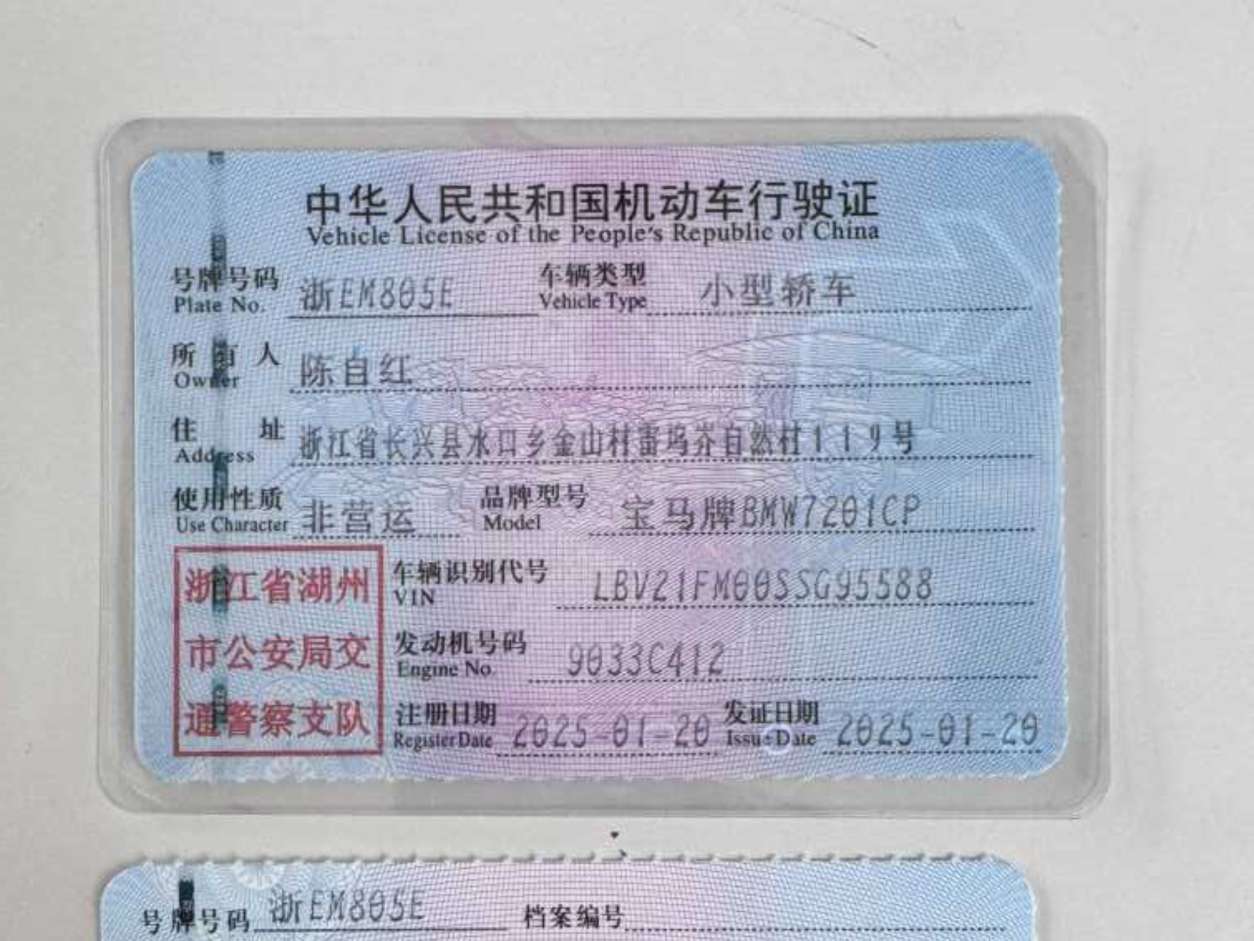 中华人民共和国机动车行驶证
Vehicle License of the People's Republic of China
号牌号码 浙EM805E 车辆类型 小型轿车
Plate No. Vehicle Type
所有人 陈自红
Owner
住址 浙江省长兴县水口乡金山村雷坞芥自然村119号
Address
使用性质 非营运 品牌型号 宝马牌BMW7201CP
Use Character Model
浙江省湖州
市公安局交
通警察支队
车辆识别代号 LBV21FM00SSG95588
VIN
发动机号码 9033C412
Engine No.
注册日期 2025-01-20 发证日期 2025-01-20
Register Date Issue Date
号牌号码 浙EM805E 档案编号